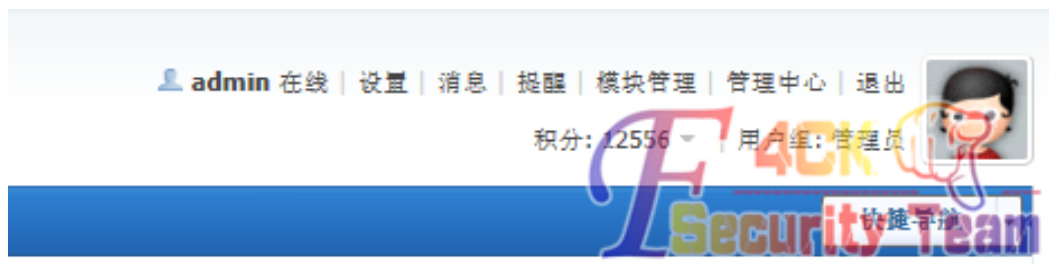 admin 在线 | 设置 | 消息 | 提醒 | 模块管理 | 管理中心 | 退出
积分: 12556 | 用户组: 管理员
快捷导航
F4CK
Security Team